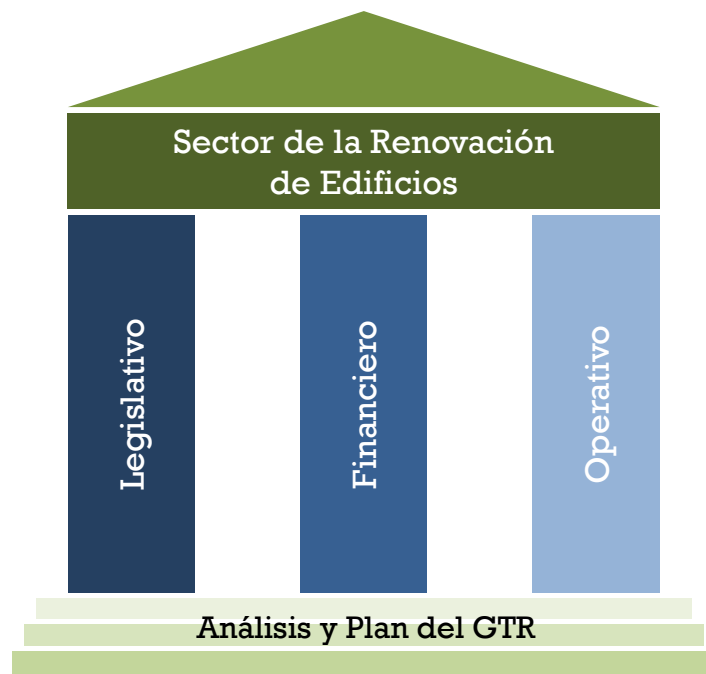 Sector de la Renovación
de Edificios
Legislativo
Financiero
Operativo
Análisis y Plan del GTR